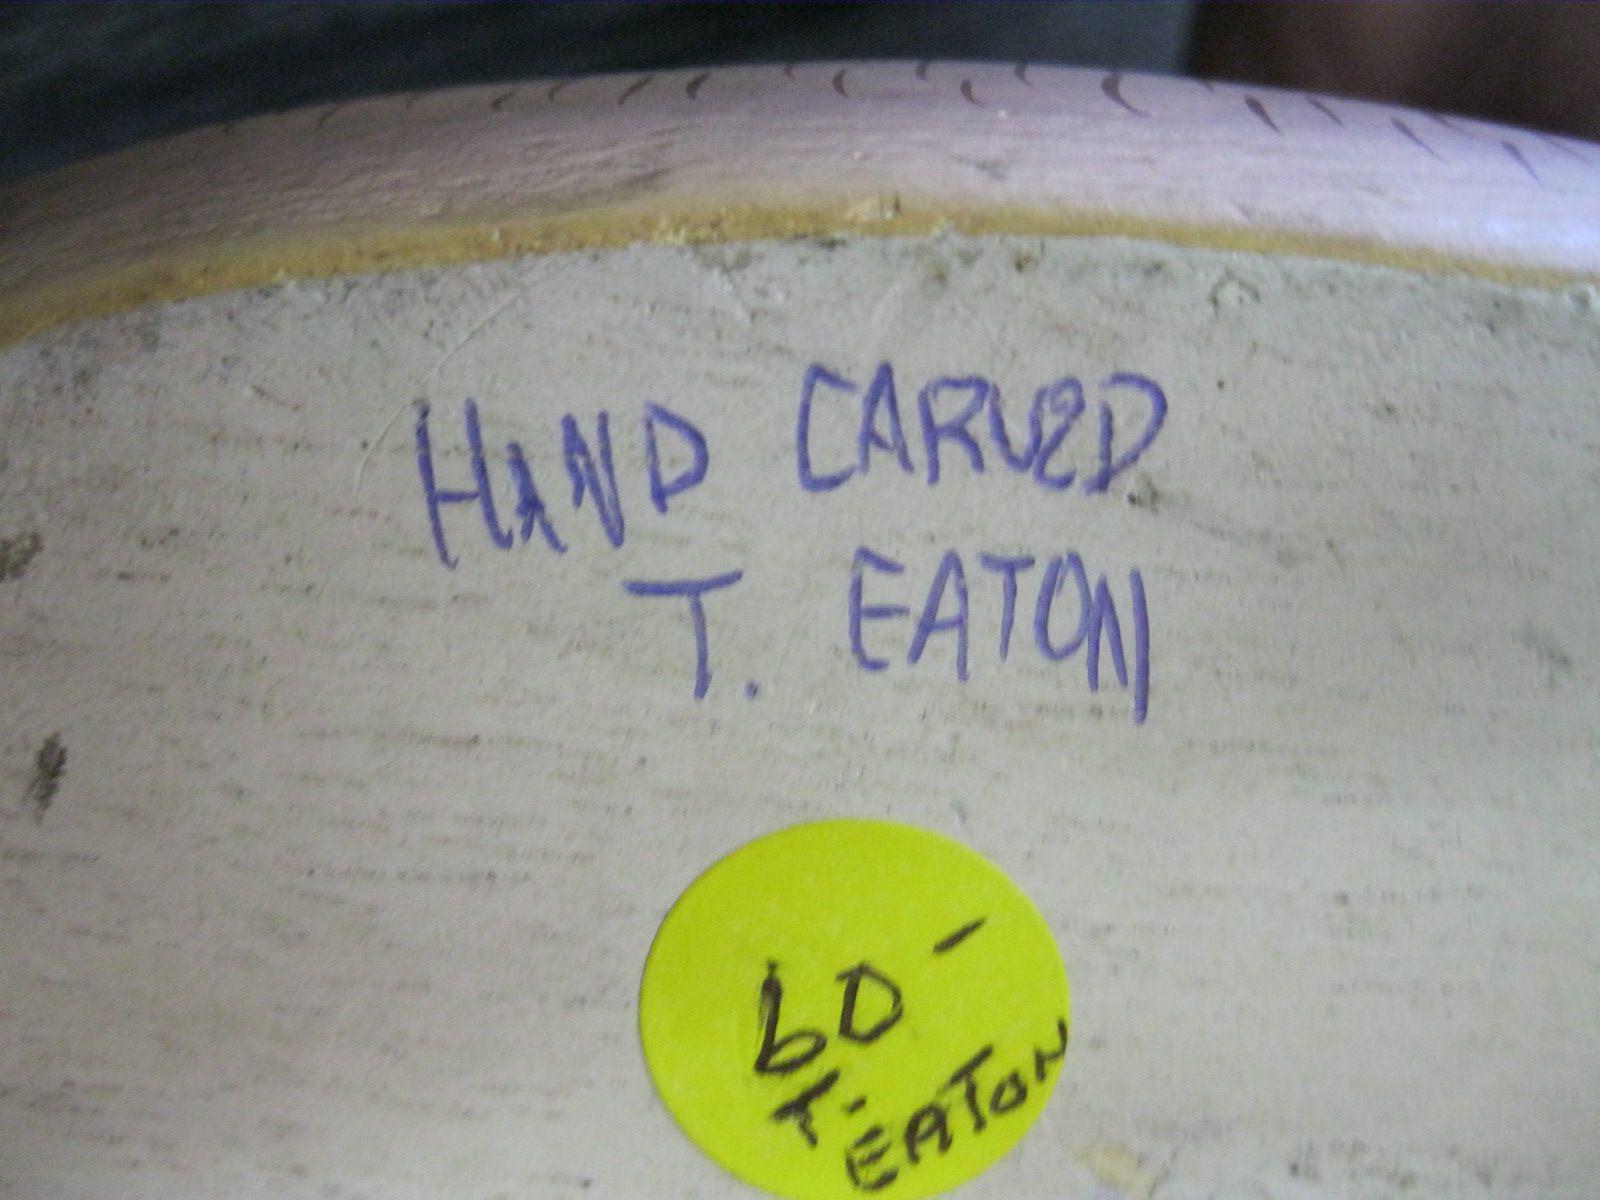 HAND CARVED
T. EATON
60-
T. EATON